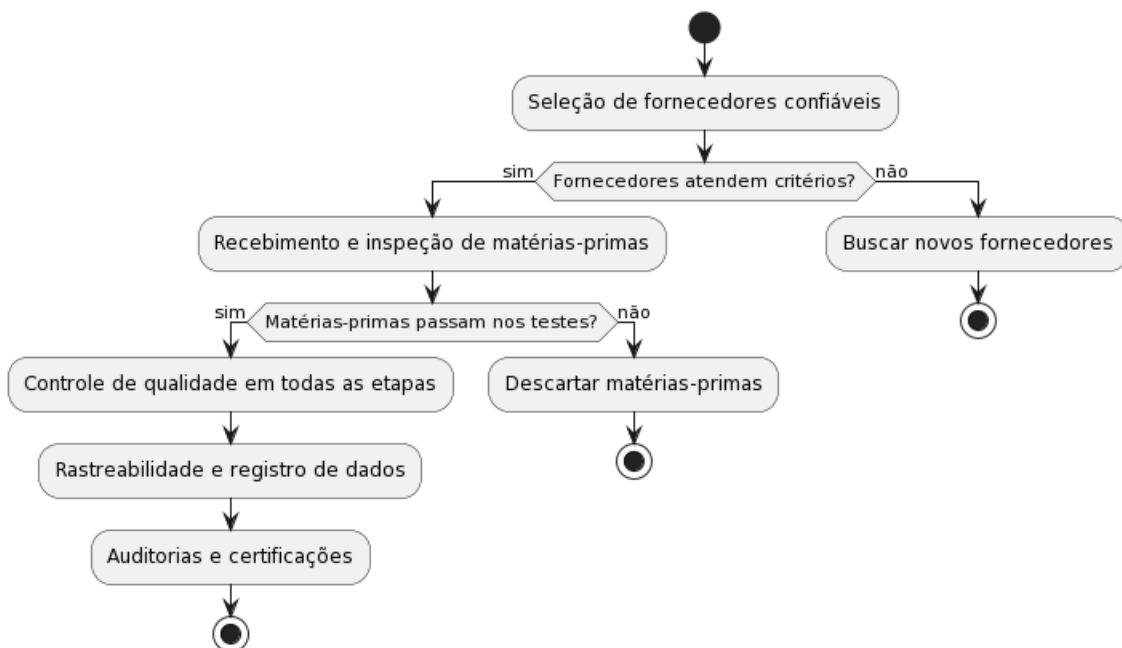 Seleção de fornecedores confiáveis
sim
Fornecedores atendem critérios?
não
Recebimento e inspeção de matérias-primas
Buscar novos fornecedores
sim
Matérias-primas passam nos testes?
não
Controle de qualidade em todas as etapas
Descartar matérias-primas
Rastreabilidade e registro de dados
Auditorias e certificações